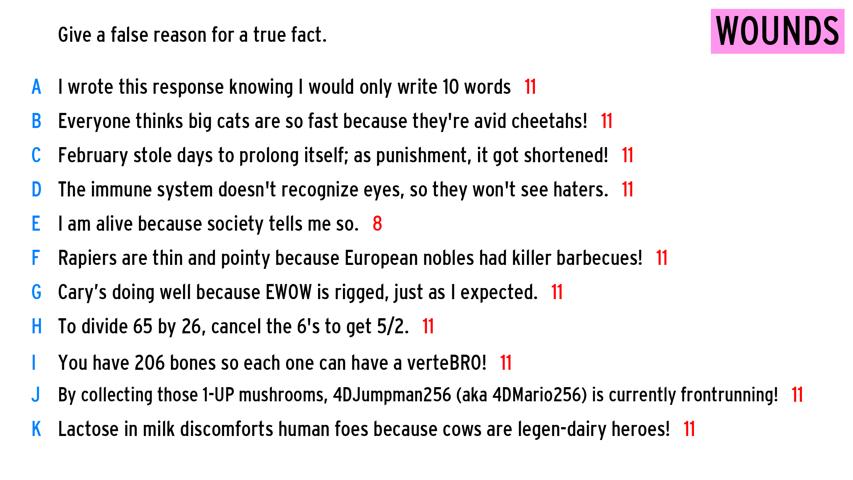 Give a false reason for a true fact.
WOUNDS
A I wrote this response knowing I would only write 10 words 11
B Everyone thinks big cats are so fast because they're avid cheetahs! 11
C February stole days to prolong itself; as punishment, it got shortened! 11
D The immune system doesn't recognize eyes, so they won't see haters. 11
E I am alive because society tells me so. 8
F Rapiers are thin and pointy because European nobles had killer barbecues! 11
G Cary’s doing well because EWOW is rigged, just as I expected. 11
H To divide 65 by 26, cancel the 6's to get 5/2. 11
I You have 206 bones so each one can have a verteBRO! 11
J By collecting those 1-UP mushrooms, 4DJumpman256 (aka 4DMario256) is currently frontrunning! 11
K Lactose in milk discomforts human foes because cows are legen-dairy heroes! 11